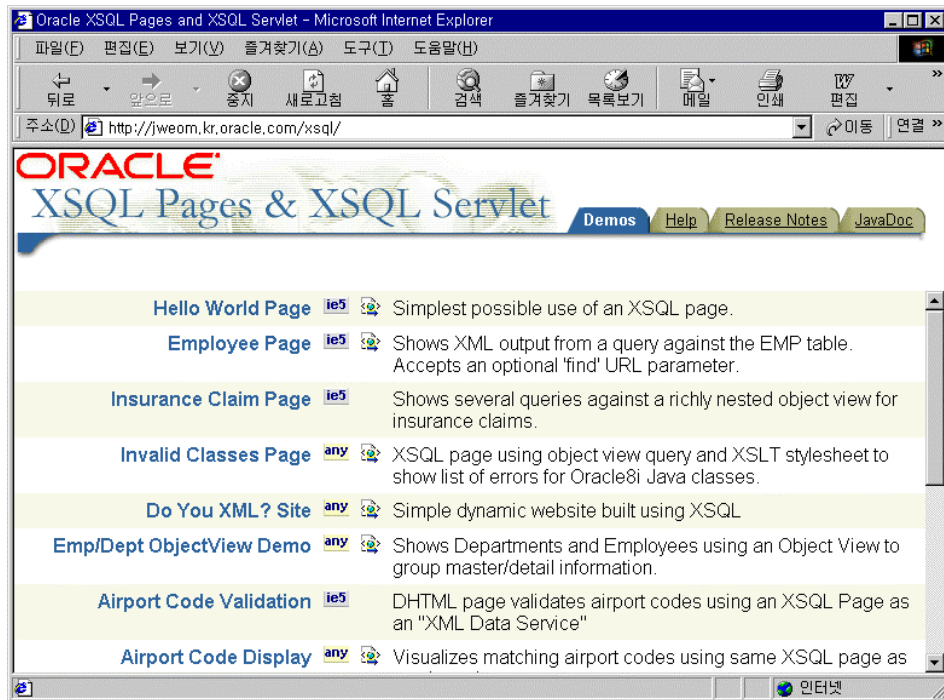 Oracle XSQL Pages and XSQL Servlet - Microsoft Internet Explorer
파일(F) 편집(E) 보기(V) 즐겨찾기(A) 도구(T) 도움말(H)
뒤로 앞으로 중지 새로고침 홈 검색 즐겨찾기 목록보기 메일 인쇄 편집 »
주소(D) http://jweom.kr.oracle.com/xsql/ 이동 연결 »
ORACLE
XSQL Pages & XSQL Servlet
Demos Help Release Notes JavaDoc
Hello World Page ie5 Simplest possible use of an XSQL page.
Employee Page ie5 Shows XML output from a query against the EMP table.
Accepts an optional 'find' URL parameter.
Insurance Claim Page ie5 Shows several queries against a richly nested object view for
insurance claims.
Invalid Classes Page any XSQL page using object view query and XSLT stylesheet to
show list of errors for Oracle8i Java classes.
Do You XML? Site any Simple dynamic website built using XSQL
Emp/Dept ObjectView Demo any Shows Departments and Employees using an Object View to
group master/detail information.
Airport Code Validation ie5 DHTML page validates airport codes using an XSQL Page as
an "XML Data Service"
Airport Code Display any Visualizes matching airport codes using same XSQL page as
인터넷